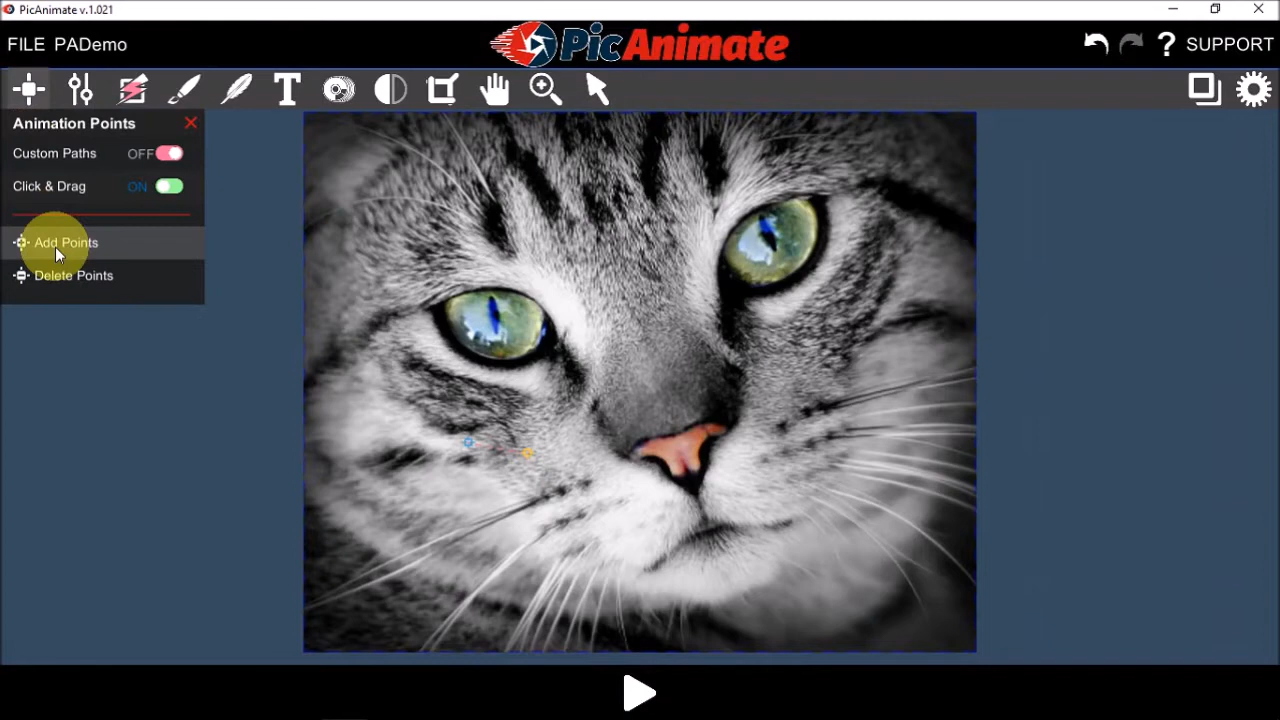 PicAnimate v.1.021
FILE PADemo
PicAnimate
? SUPPORT
T
Animation Points
Custom Paths OFF
Click & Drag ON
Add Points
Delete Points